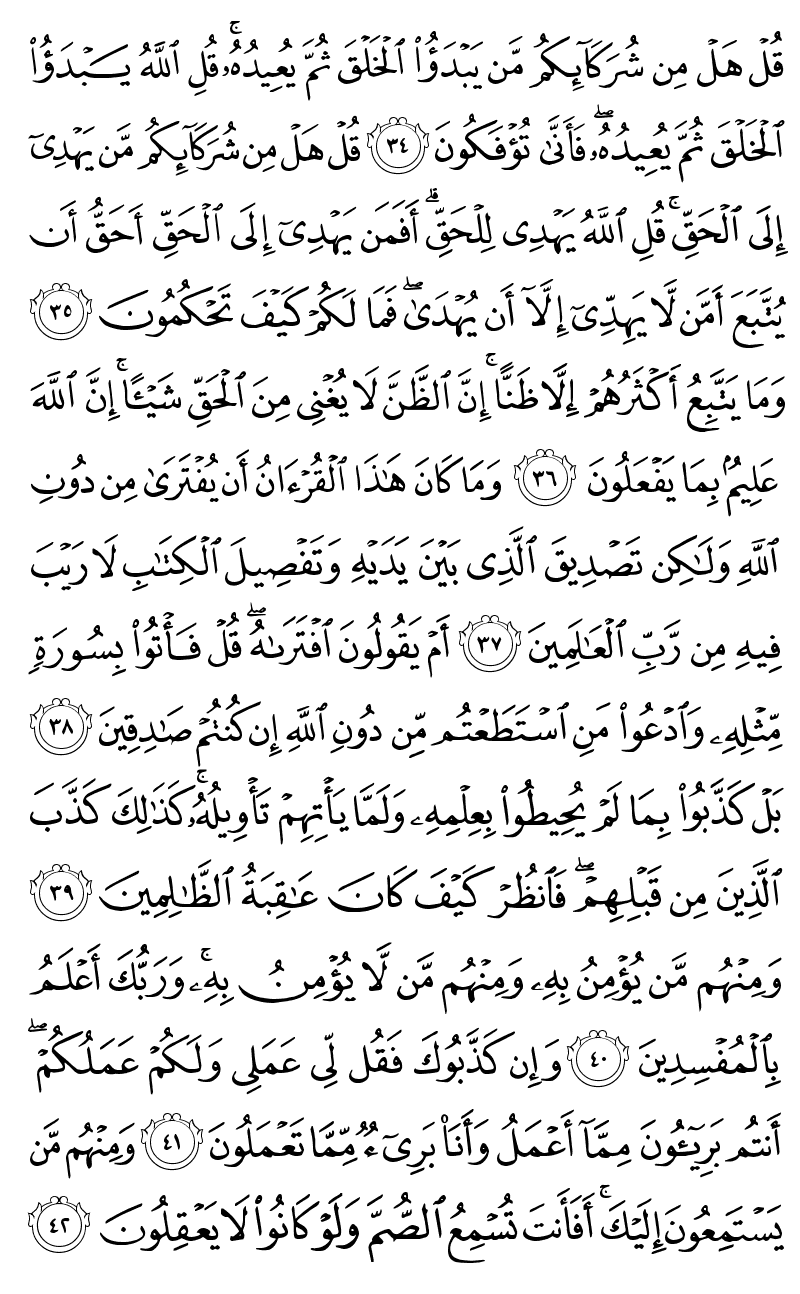 قُلْ هَلْ مِن شُرَكَآئِكُم مَّن يَبْدَؤُا۟ ٱلْخَلْقَ ثُمَّ يُعِيدُهُۥ ۚ قُلِ ٱللَّهُ يَبْدَؤُا۟
ٱلْخَلْقَ ثُمَّ يُعِيدُهُۥ ۖ فَأَنَّىٰ تُؤْفَكُونَ ٣٤ قُلْ هَلْ مِن شُرَكَآئِكُم مَّن يَهْدِىٓ
إِلَى ٱلْحَقِّ ۚ قُلِ ٱللَّهُ يَهْدِى لِلْحَقِّ ۗ أَفَمَن يَهْدِىٓ إِلَى ٱلْحَقِّ أَحَقُّ أَن
يُتَّبَعَ أَمَّن لَّا يَهِدِّىٓ إِلَّآ أَن يُهْدَىٰ ۖ فَمَا لَكُمْ كَيْفَ تَحْكُمُونَ ٣٥
وَمَا يَتَّبِعُ أَكْثَرُهُمْ إِلَّا ظَنًّا ۚ إِنَّ ٱلظَّنَّ لَا يُغْنِى مِنَ ٱلْحَقِّ شَيْـًٔا ۚ إِنَّ ٱللَّهَ
عَلِيمٌۢ بِمَا يَفْعَلُونَ ٣٦ وَمَا كَانَ هَـٰذَا ٱلْقُرْءَانُ أَن يُفْتَرَىٰ مِن دُونِ
ٱللَّهِ وَلَـٰكِن تَصْدِيقَ ٱلَّذِى بَيْنَ يَدَيْهِ وَتَفْصِيلَ ٱلْكِتَـٰبِ لَا رَيْبَ
فِيهِ مِن رَّبِّ ٱلْعَـٰلَمِينَ ٣٧ أَمْ يَقُولُونَ ٱفْتَرَىٰهُ ۖ قُلْ فَأْتُوا۟ بِسُورَةٍ
مِّثْلِهِۦ وَٱدْعُوا۟ مَنِ ٱسْتَطَعْتُم مِّن دُونِ ٱللَّهِ إِن كُنتُمْ صَـٰدِقِينَ ٣٨
بَلْ كَذَّبُوا۟ بِمَا لَمْ يُحِيطُوا۟ بِعِلْمِهِۦ وَلَمَّا يَأْتِهِمْ تَأْوِيلُهُۥ ۚ كَذَٰلِكَ كَذَّبَ
ٱلَّذِينَ مِن قَبْلِهِمْ ۖ فَٱنظُرْ كَيْفَ كَانَ عَـٰقِبَةُ ٱلظَّـٰلِمِينَ ٣٩
وَمِنْهُم مَّن يُؤْمِنُ بِهِۦ وَمِنْهُم مَّن لَّا يُؤْمِنُ بِهِۦ ۚ وَرَبُّكَ أَعْلَمُ
بِٱلْمُفْسِدِينَ ٤٠ وَإِن كَذَّبُوكَ فَقُل لِّى عَمَلِى وَلَكُمْ عَمَلُكُمْ ۖ
أَنتُم بَرِيٓـُٔونَ مِمَّآ أَعْمَلُ وَأَنَا۠ بَرِىٓءٌ مِّمَّا تَعْمَلُونَ ٤١ وَمِنْهُم مَّن
يَسْتَمِعُونَ إِلَيْكَ ۚ أَفَأَنتَ تُسْمِعُ ٱلصُّمَّ وَلَوْ كَانُوا۟ لَا يَعْقِلُونَ ٤٢